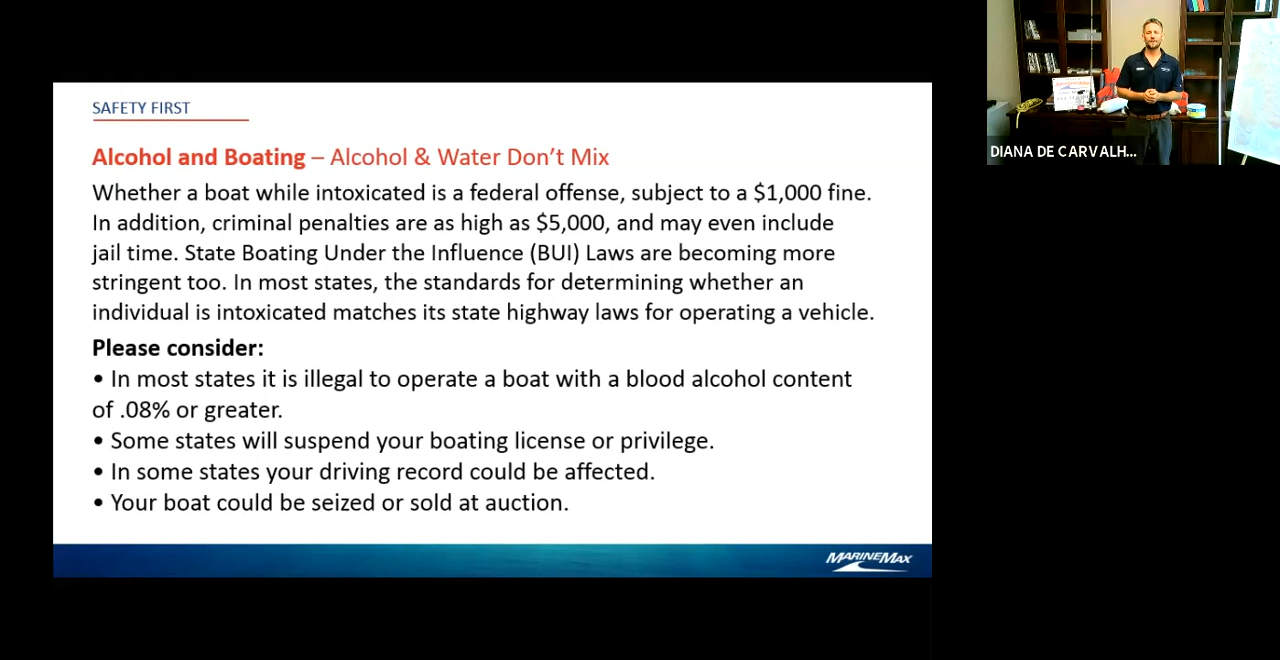 SAFETY FIRST
Alcohol and Boating – Alcohol & Water Don't Mix
Whether a boat while intoxicated is a federal offense, subject to a $1,000 fine.
In addition, criminal penalties are as high as $5,000, and may even include
jail time. State Boating Under the Influence (BUI) Laws are becoming more
stringent too. In most states, the standards for determining whether an
individual is intoxicated matches its state highway laws for operating a vehicle.
Please consider:
• In most states it is illegal to operate a boat with a blood alcohol content
of .08% or greater.
• Some states will suspend your boating license or privilege.
• In some states your driving record could be affected.
• Your boat could be seized or sold at auction.
MARINEMAX
DIANA DE CARVALH...